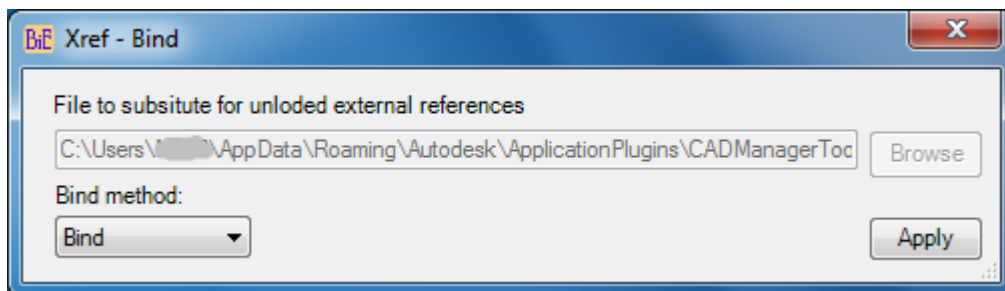 BiE Xref - Bind
x
File to subsitute for unloded external references
C:\Users\ \AppData\Roaming\Autodesk\ApplicationPlugins\CADManagerToo
Browse
Bind method:
Bind
Apply